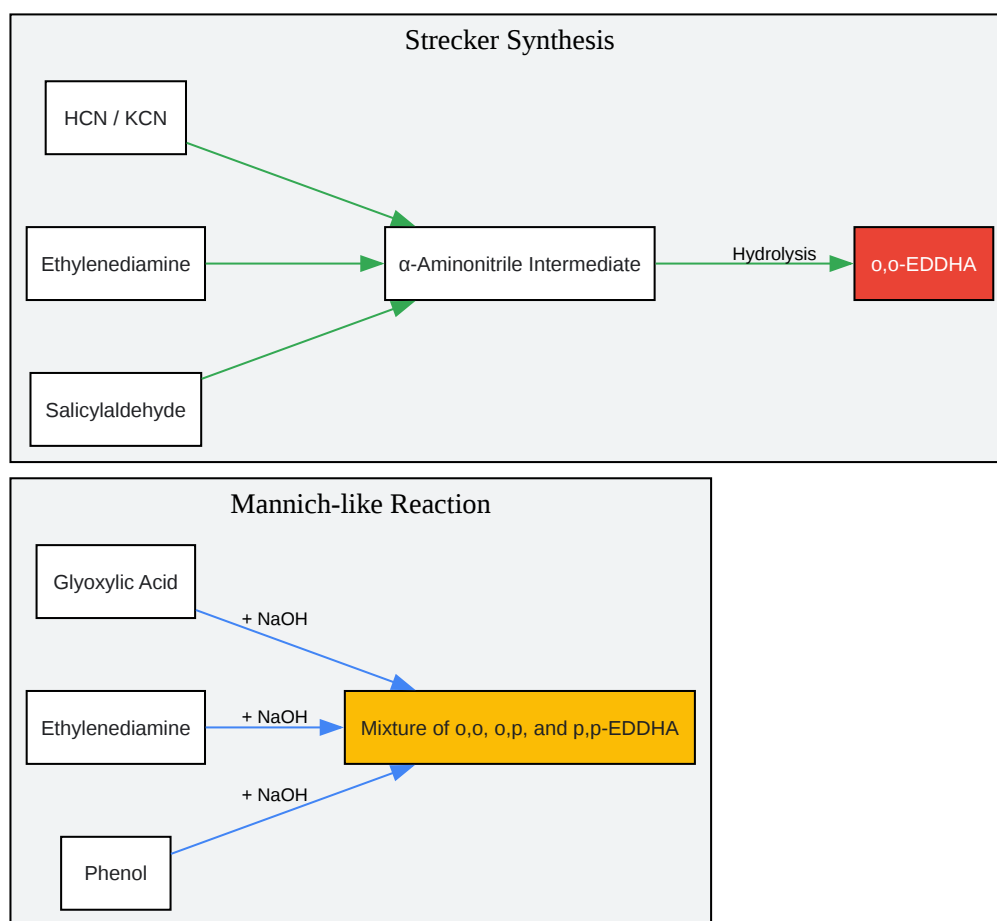 Strecker Synthesis
HCN / KCN
Ethylenediamine
α-Aminonitrile Intermediate
Hydrolysis
o,o-EDDHA
Salicylaldehyde
Mannich-like Reaction
Glyoxylic Acid
+ NaOH
Ethylenediamine
+ NaOH
Mixture of o,o, o,p, and p,p-EDDHA
+ NaOH
Phenol